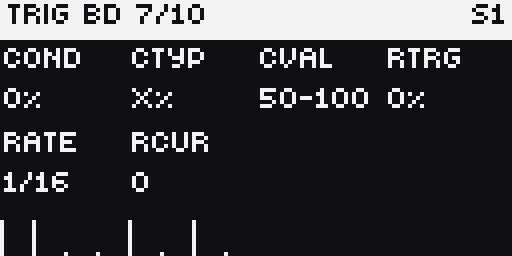 TRIG BD 7/10 S1
COND CTYP CVAL RTRG
0% X% 50-100 0%
RATE RCUR
1/16 0